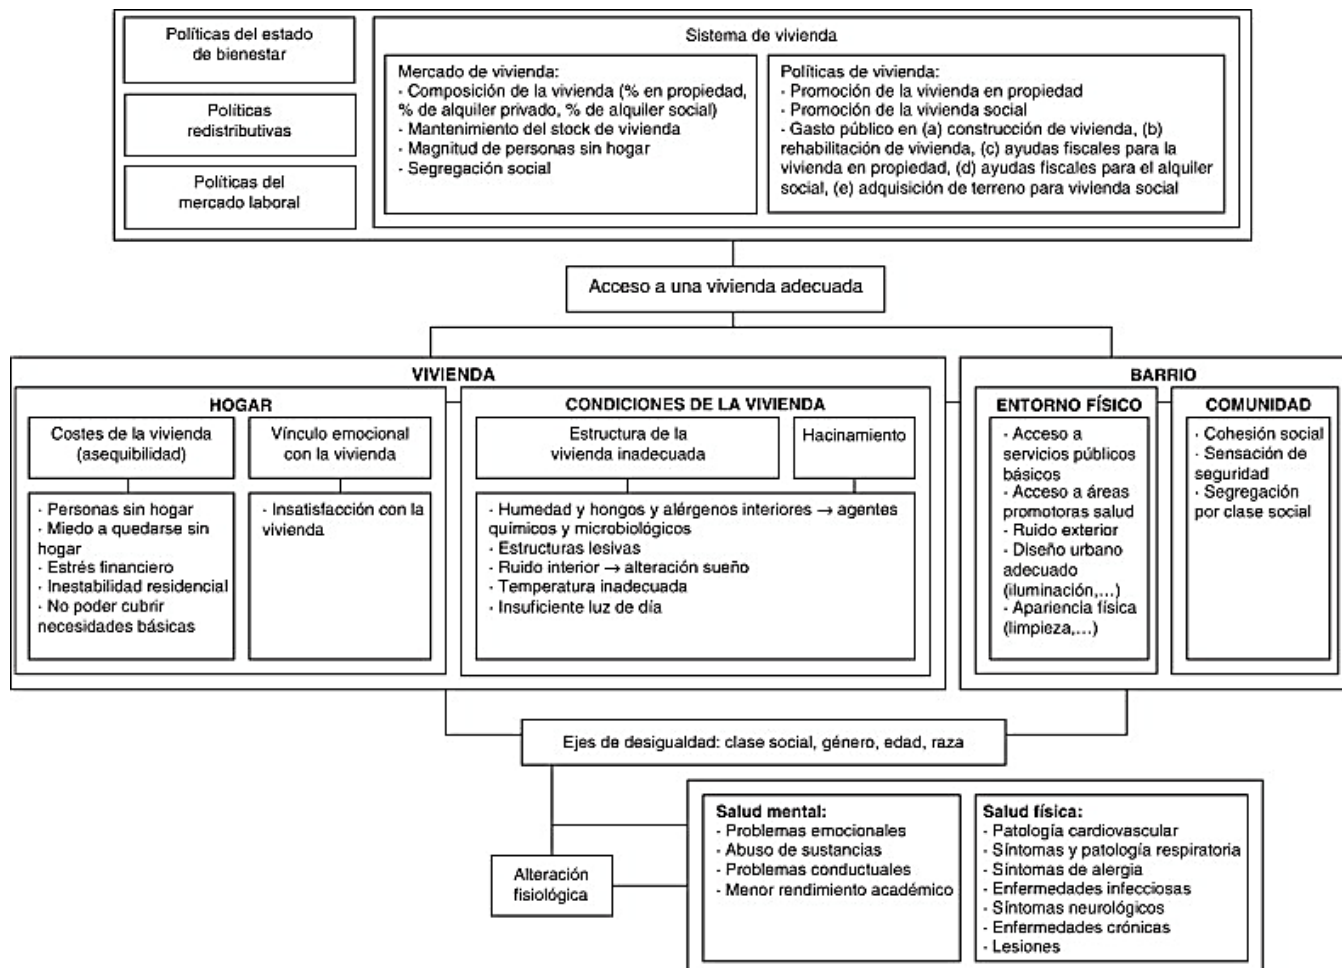 Políticas del estado
de bienestar
Políticas
redistributivas
Políticas del
mercado laboral
Sistema de vivienda
Mercado de vivienda:
· Composición de la vivienda (% en propiedad,
% de alquiler privado, % de alquiler social)
· Mantenimiento del stock de vivienda
· Magnitud de personas sin hogar
· Segregación social
Políticas de vivienda:
· Promoción de la vivienda en propiedad
· Promoción de la vivienda social
· Gasto público en (a) construcción de vivienda, (b)
rehabilitación de vivienda, (c) ayudas fiscales para la
vivienda en propiedad, (d) ayudas fiscales para el alquiler
social, (e) adquisición de terreno para vivienda social
Acceso a una vivienda adecuada
VIVIENDA
HOGAR
Costes de la vivienda
(asequibilidad)
· Personas sin hogar
· Miedo a quedarse sin
hogar
· Estrés financiero
· Inestabilidad residencial
· No poder cubrir
necesidades básicas
Vínculo emocional
con la vivienda
· Insatisfacción con la
vivienda
CONDICIONES DE LA VIVIENDA
Estructura de la
vivienda inadecuada
Hacinamiento
· Humedad y hongos y alérgenos interiores → agentes
químicos y microbiológicos
· Estructuras lesivas
· Ruido interior → alteración sueño
· Temperatura inadecuada
· Insuficiente luz de día
BARRIO
ENTORNO FÍSICO
· Acceso a
servicios públicos
básicos
· Acceso a áreas
promotoras salud
· Ruido exterior
· Diseño urbano
adecuado
(iluminación,...)
· Apariencia física
(limpieza,...)
COMUNIDAD
· Cohesión social
· Sensación de
seguridad
· Segregación
por clase social
Ejes de desigualdad: clase social, género, edad, raza
Alteración
fisiológica
Salud mental:
· Problemas emocionales
· Abuso de sustancias
· Problemas conductuales
· Menor rendimiento académico
Salud física:
· Patología cardiovascular
· Síntomas y patología respiratoria
· Síntomas de alergia
· Enfermedades infecciosas
· Síntomas neurológicos
· Enfermedades crónicas
· Lesiones